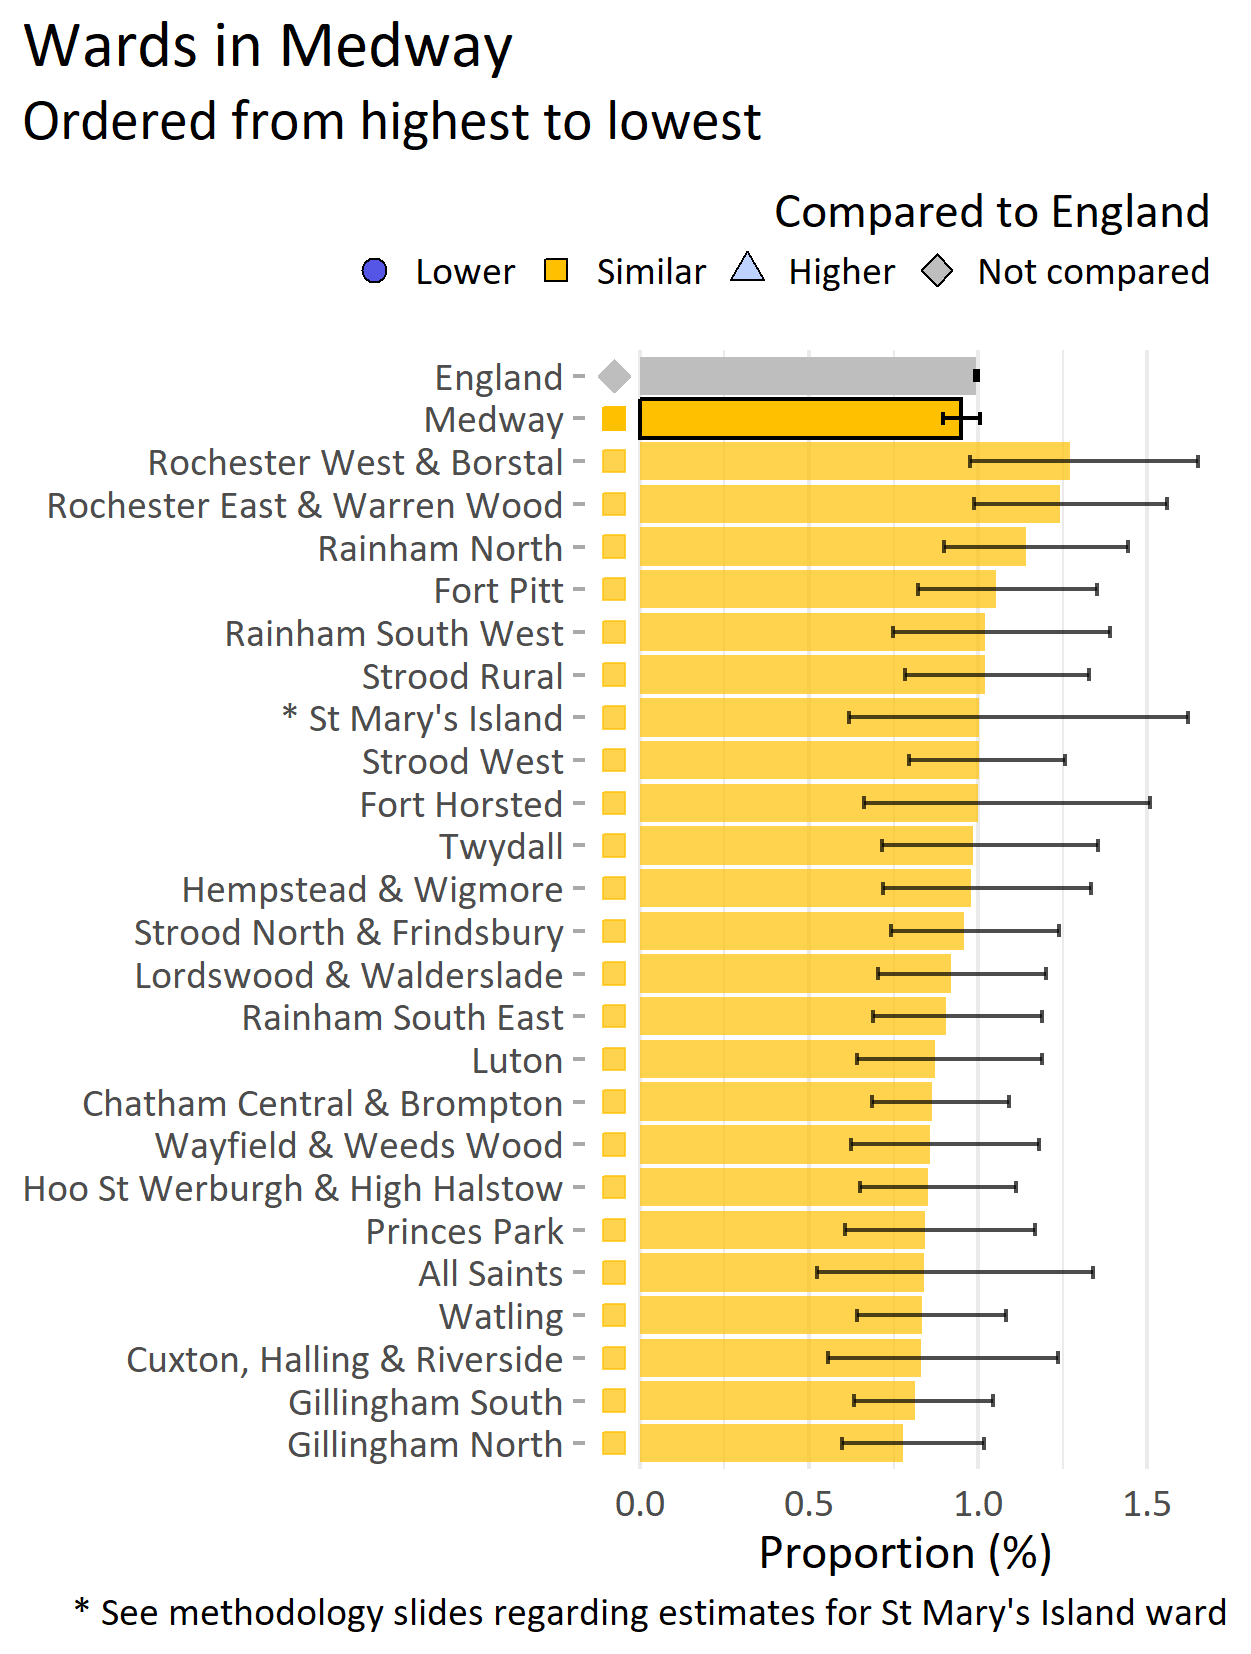 Wards in Medway
Ordered from highest to lowest
Compared to England
Lower Similar Higher Not compared
England
Medway
Rochester West & Borstal
Rochester East & Warren Wood
Rainham North
Fort Pitt
Rainham South West
Strood Rural
* St Mary's Island
Strood West
Fort Horsted
Twydall
Hempstead & Wigmore
Strood North & Frindsbury
Lordswood & Walderslade
Rainham South East
Luton
Chatham Central & Brompton
Wayfield & Weeds Wood
Hoo St Werburgh & High Halstow
Princes Park
All Saints
Watling
Cuxton, Halling & Riverside
Gillingham South
Gillingham North
0.0 0.5 1.0 1.5
Proportion (%)
* See methodology slides regarding estimates for St Mary's Island ward